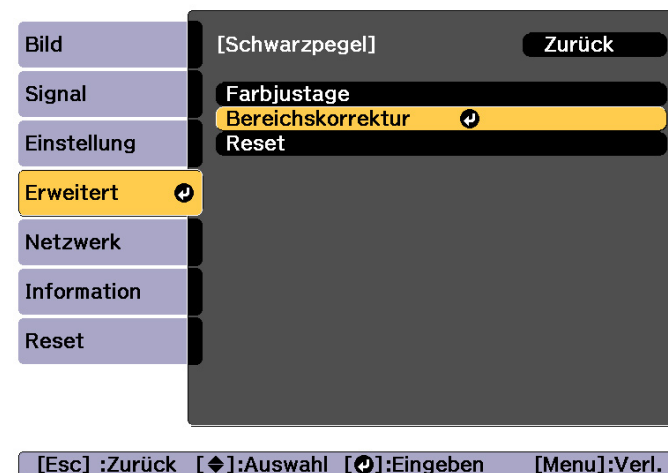 Bild
Signal
Einstellung
Erweitert
Netzwerk
Information
Reset
[Schwarzpegel] Zurück
Farbjustage
Bereichskorrektur
Reset
[Esc] :Zurück [◆]:Auswahl [↵]:Eingeben [Menu]:Verl.